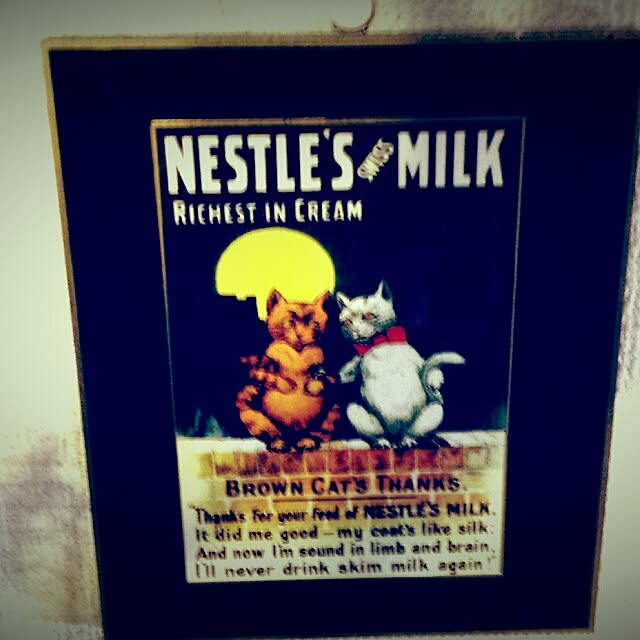 NESTLE'S SWISS MILK
RICHEST IN CREAM
BROWN CAT'S THANKS.
"Thanks for your feed of NESTLE'S MILK.
It did me good – my coat's like silk;
And now I'm sound in limb and brain,
I'll never drink skim milk again!